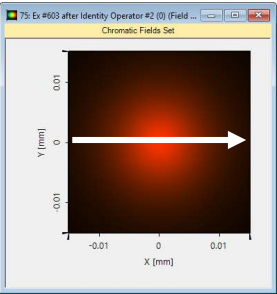 75: Ex #603 after Identity Operator #2 (0) (Field ...
Chromatic Fields Set
0.01
0
-0.01
Y [mm]
-0.01 0 0.01
X [mm]